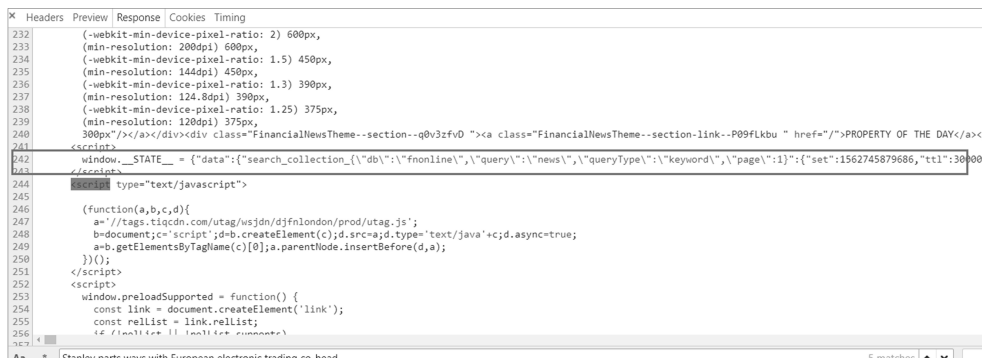 × Headers Preview Response Cookies Timing
232 (-webkit-min-device-pixel-ratio: 2) 600px,
233 (min-resolution: 200dpi) 600px,
234 (-webkit-min-device-pixel-ratio: 1.5) 450px,
235 (min-resolution: 144dpi) 450px,
236 (-webkit-min-device-pixel-ratio: 1.3) 390px,
237 (min-resolution: 124.8dpi) 390px,
238 (-webkit-min-device-pixel-ratio: 1.25) 375px,
239 (min-resolution: 120dpi) 375px,
240 300px"/></a></div><div class="FinancialNewsTheme--section--q0v3zfvD "><a class="FinancialNewsTheme--section-link--P09fLkbu " href="/">PROPERTY OF THE DAY</a><
241 <script>
242 window.__STATE__ = {"data":{"search_collection_{\"db\":\"fnonline\",\"query\":\"news\",\"queryType\":\"keyword\",\"page\":1}":{"set":1562745879686,"ttl":30000
243 </script>
244 <script type="text/javascript">
245
246 (function(a,b,c,d){
247 a='//tags.tiqcdn.com/utag/wsjdn/djfnlondon/prod/utag.js';
248 b=document;c='script';d=b.createElement(c);d.src=a;d.type='text/java'+c;d.async=true;
249 a=b.getElementsByTagName(c)[0];a.parentNode.insertBefore(d,a);
250 })();
251 </script>
252 <script>
253 window.preloadSupported = function() {
254 const link = document.createElement('link');
255 const relList = link.relList;
256 if (!relList || !relList.supports)
257
Aa .* Stanley parts ways with European electronic trading co-head 5 matches